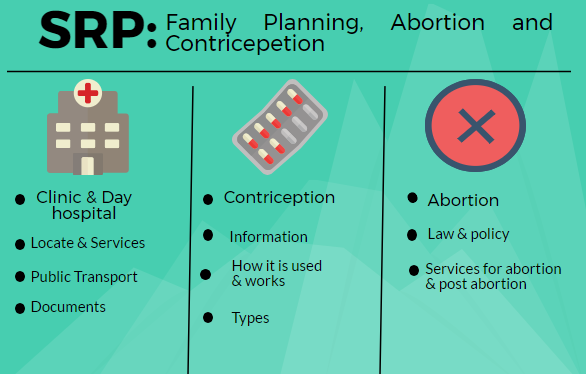 SRP: Family Planning, Abortion and
Contricepetion
Clinic & Day
hospital
Locate & Services
Public Transport
Documents
Contriception
Information
How it is used
& works
Types
Abortion
Law & policy
Services for abortion
& post abortion